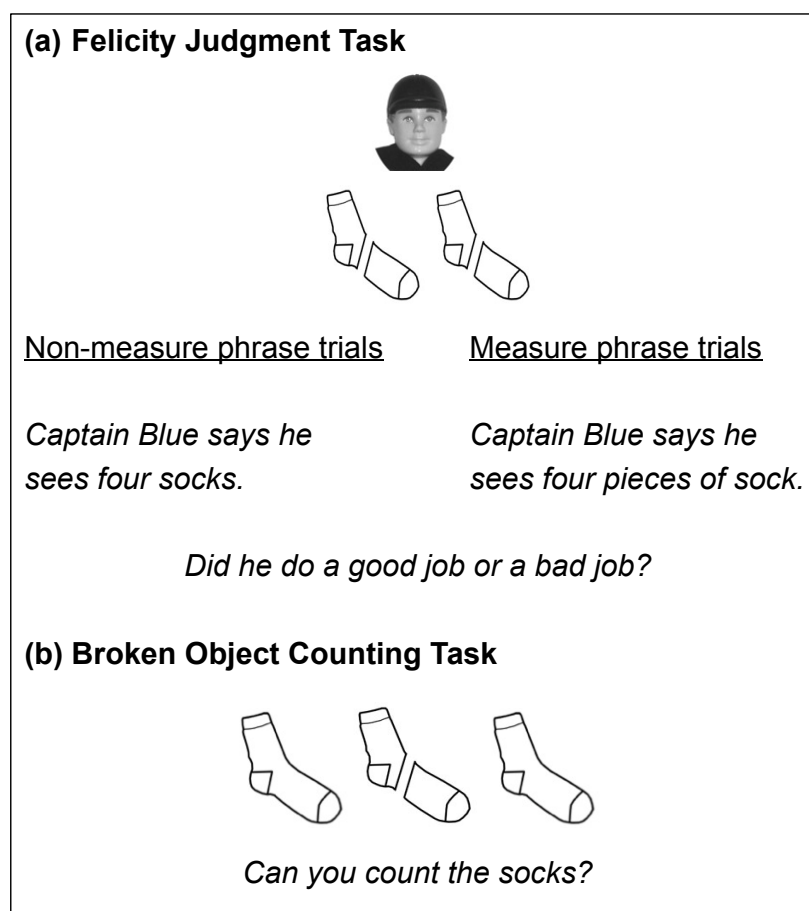 (a) Felicity Judgment Task
Non-measure phrase trials
Measure phrase trials
Captain Blue says he
sees four socks.
Captain Blue says he
sees four pieces of sock.
Did he do a good job or a bad job?
(b) Broken Object Counting Task
Can you count the socks?